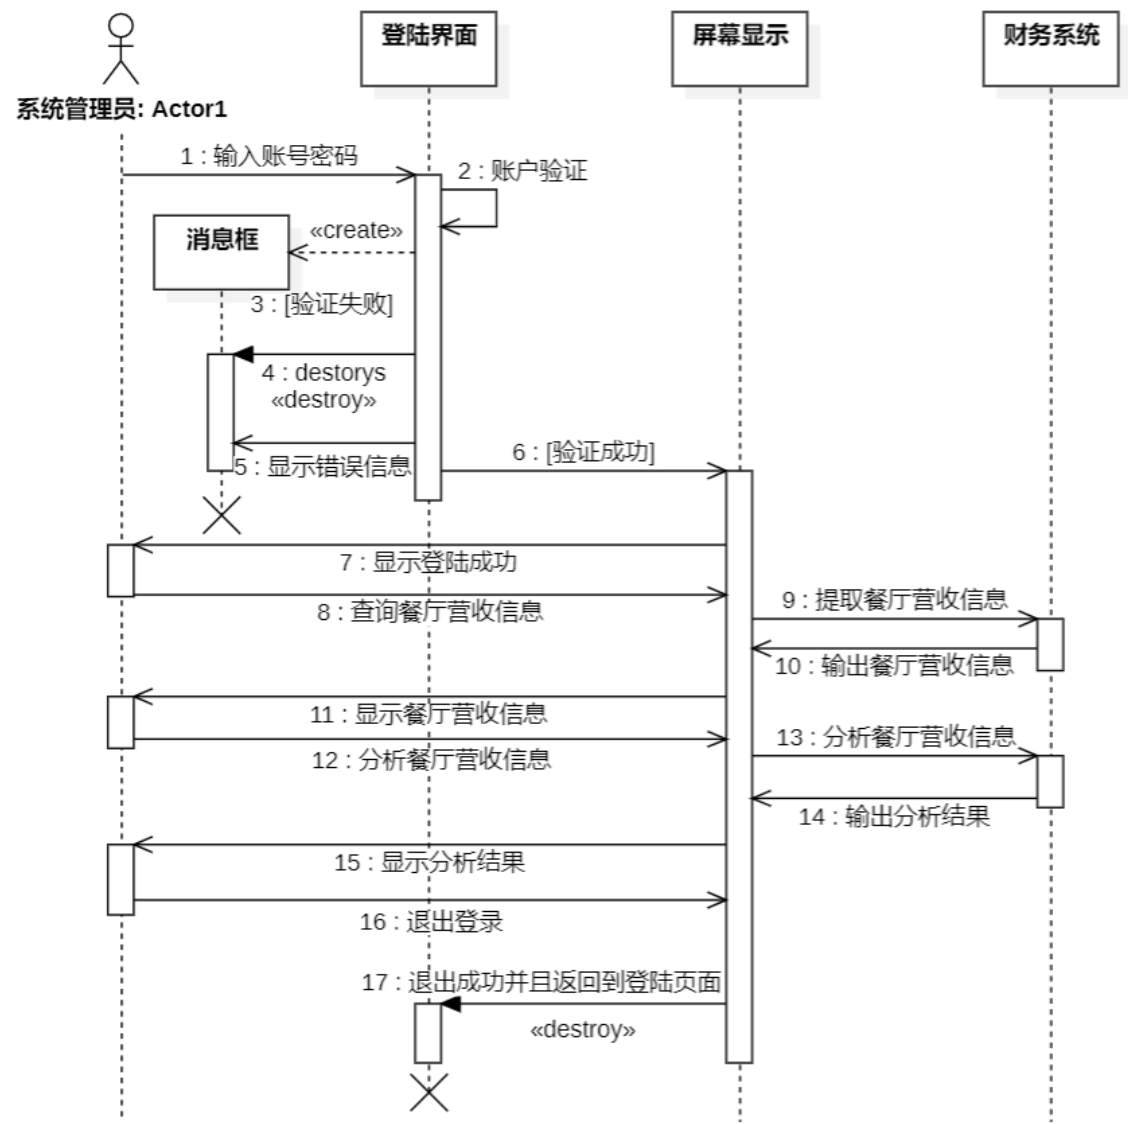 系统管理员: Actor1
登陆界面
屏幕显示
财务系统
1 : 输入账号密码
2 : 账户验证
消息框
«create»
3 : [验证失败]
4 : destorys
«destroy»
5 : 显示错误信息
6 : [验证成功]
7 : 显示登陆成功
8 : 查询餐厅营收信息
9 : 提取餐厅营收信息
10 : 输出餐厅营收信息
11 : 显示餐厅营收信息
12 : 分析餐厅营收信息
13 : 分析餐厅营收信息
14 : 输出分析结果
15 : 显示分析结果
16 : 退出登录
17 : 退出成功并且返回到登陆页面
«destroy»